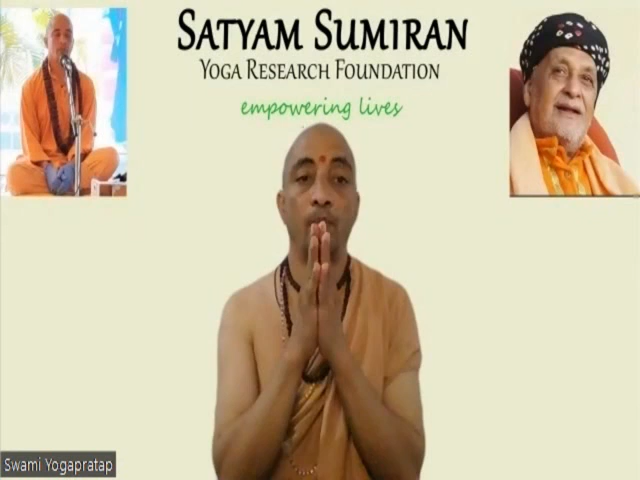 SATYAM SUMIRAN
YOGA RESEARCH FOUNDATION
empowering lives
Swami Yogapratap